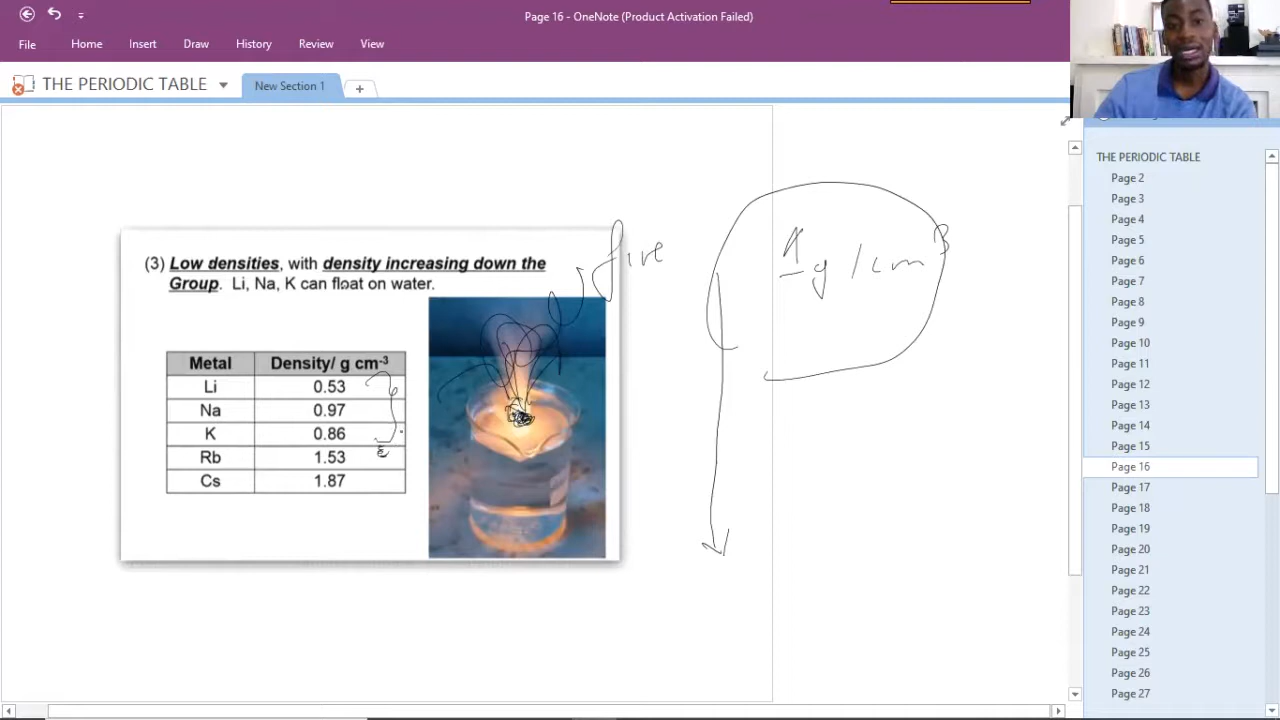 Page 16 - OneNote (Product Activation Failed)
File Home Insert Draw History Review View
THE PERIODIC TABLE
New Section 1
+
(3) Low densities, with density increasing down the
Group. Li, Na, K can float on water.
Metal Density/ g cm-3
Li 0.53
Na 0.97
K 0.86
Rb 1.53
Cs 1.87
fire
1g/cm3
THE PERIODIC TABLE
Page 2
Page 3
Page 4
Page 5
Page 6
Page 7
Page 8
Page 9
Page 10
Page 11
Page 12
Page 13
Page 14
Page 15
Page 16
Page 17
Page 18
Page 19
Page 20
Page 21
Page 22
Page 23
Page 24
Page 25
Page 26
Page 27